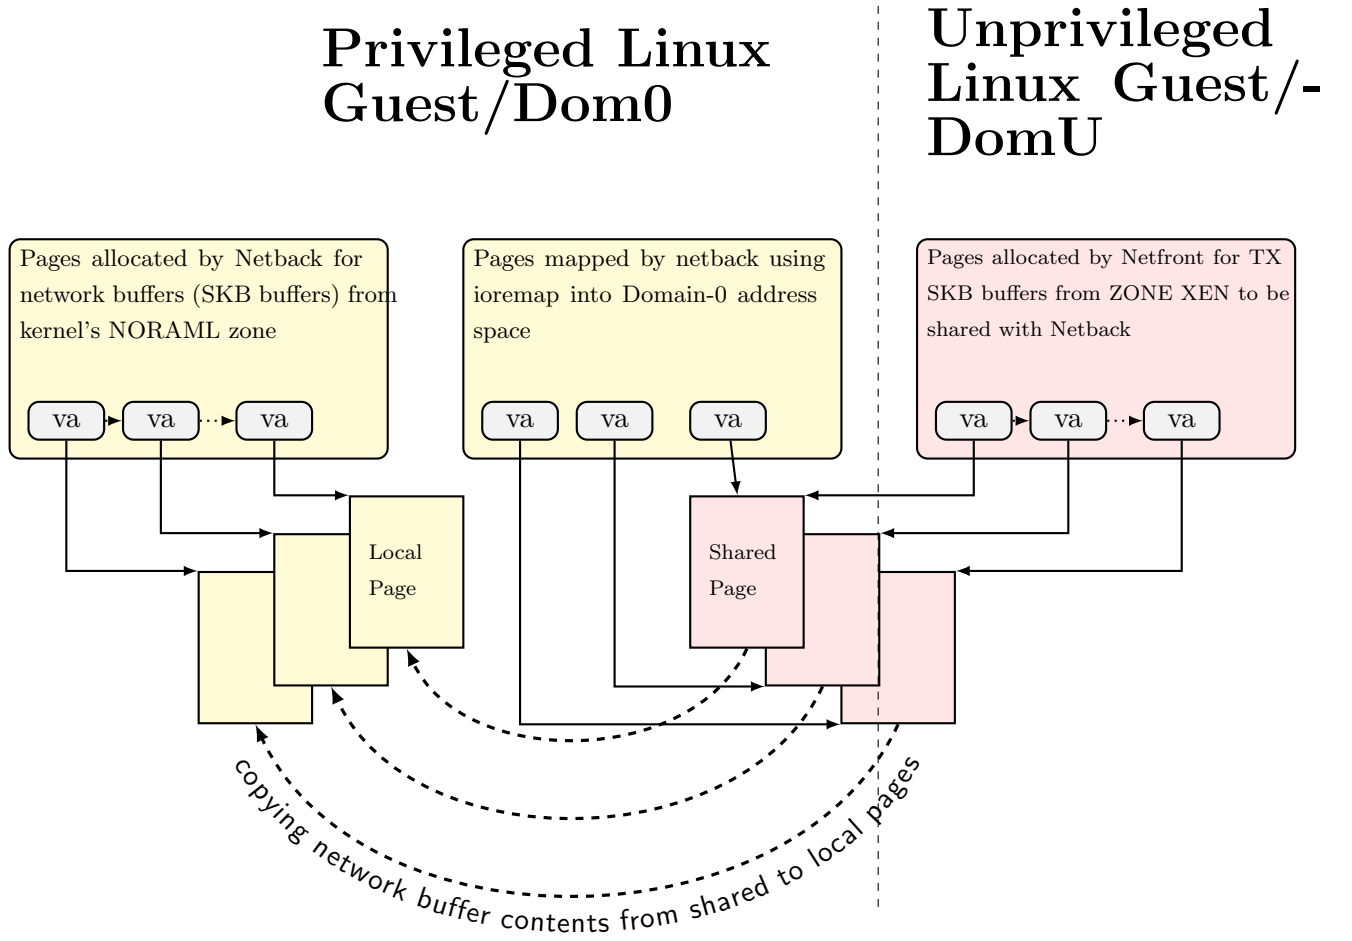 Privileged Linux
Guest/Dom0
Unprivileged
Linux Guest/-
DomU
Pages allocated by Netback for
network buffers (SKB buffers) from
kernel's NORAML zone
va
va
...
va
Pages mapped by netback using
ioremap into Domain-0 address
space
va
va
va
Pages allocated by Netfront for TX
SKB buffers from ZONE XEN to be
shared with Netback
va
va
...
va
Local
Page
Shared
Page
copying network buffer contents from shared to local pages